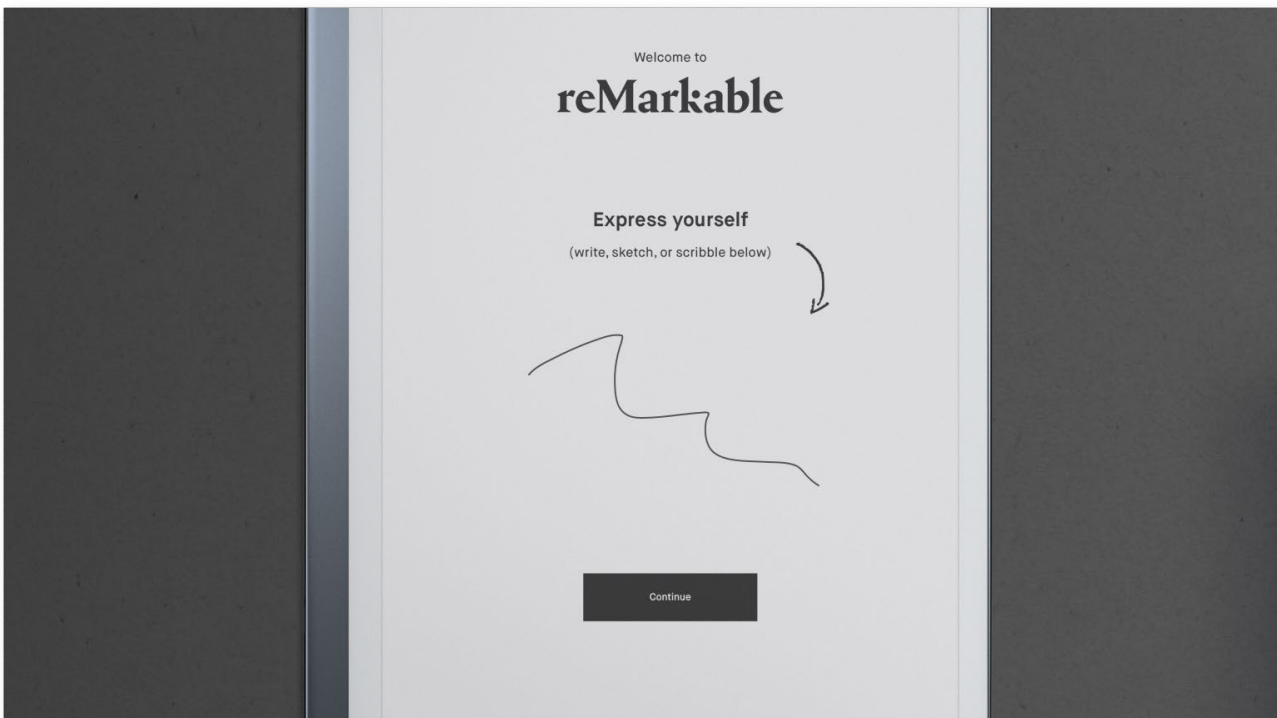 Welcome to
reMarkable
Express yourself
(write, sketch, or scribble below)
Continue